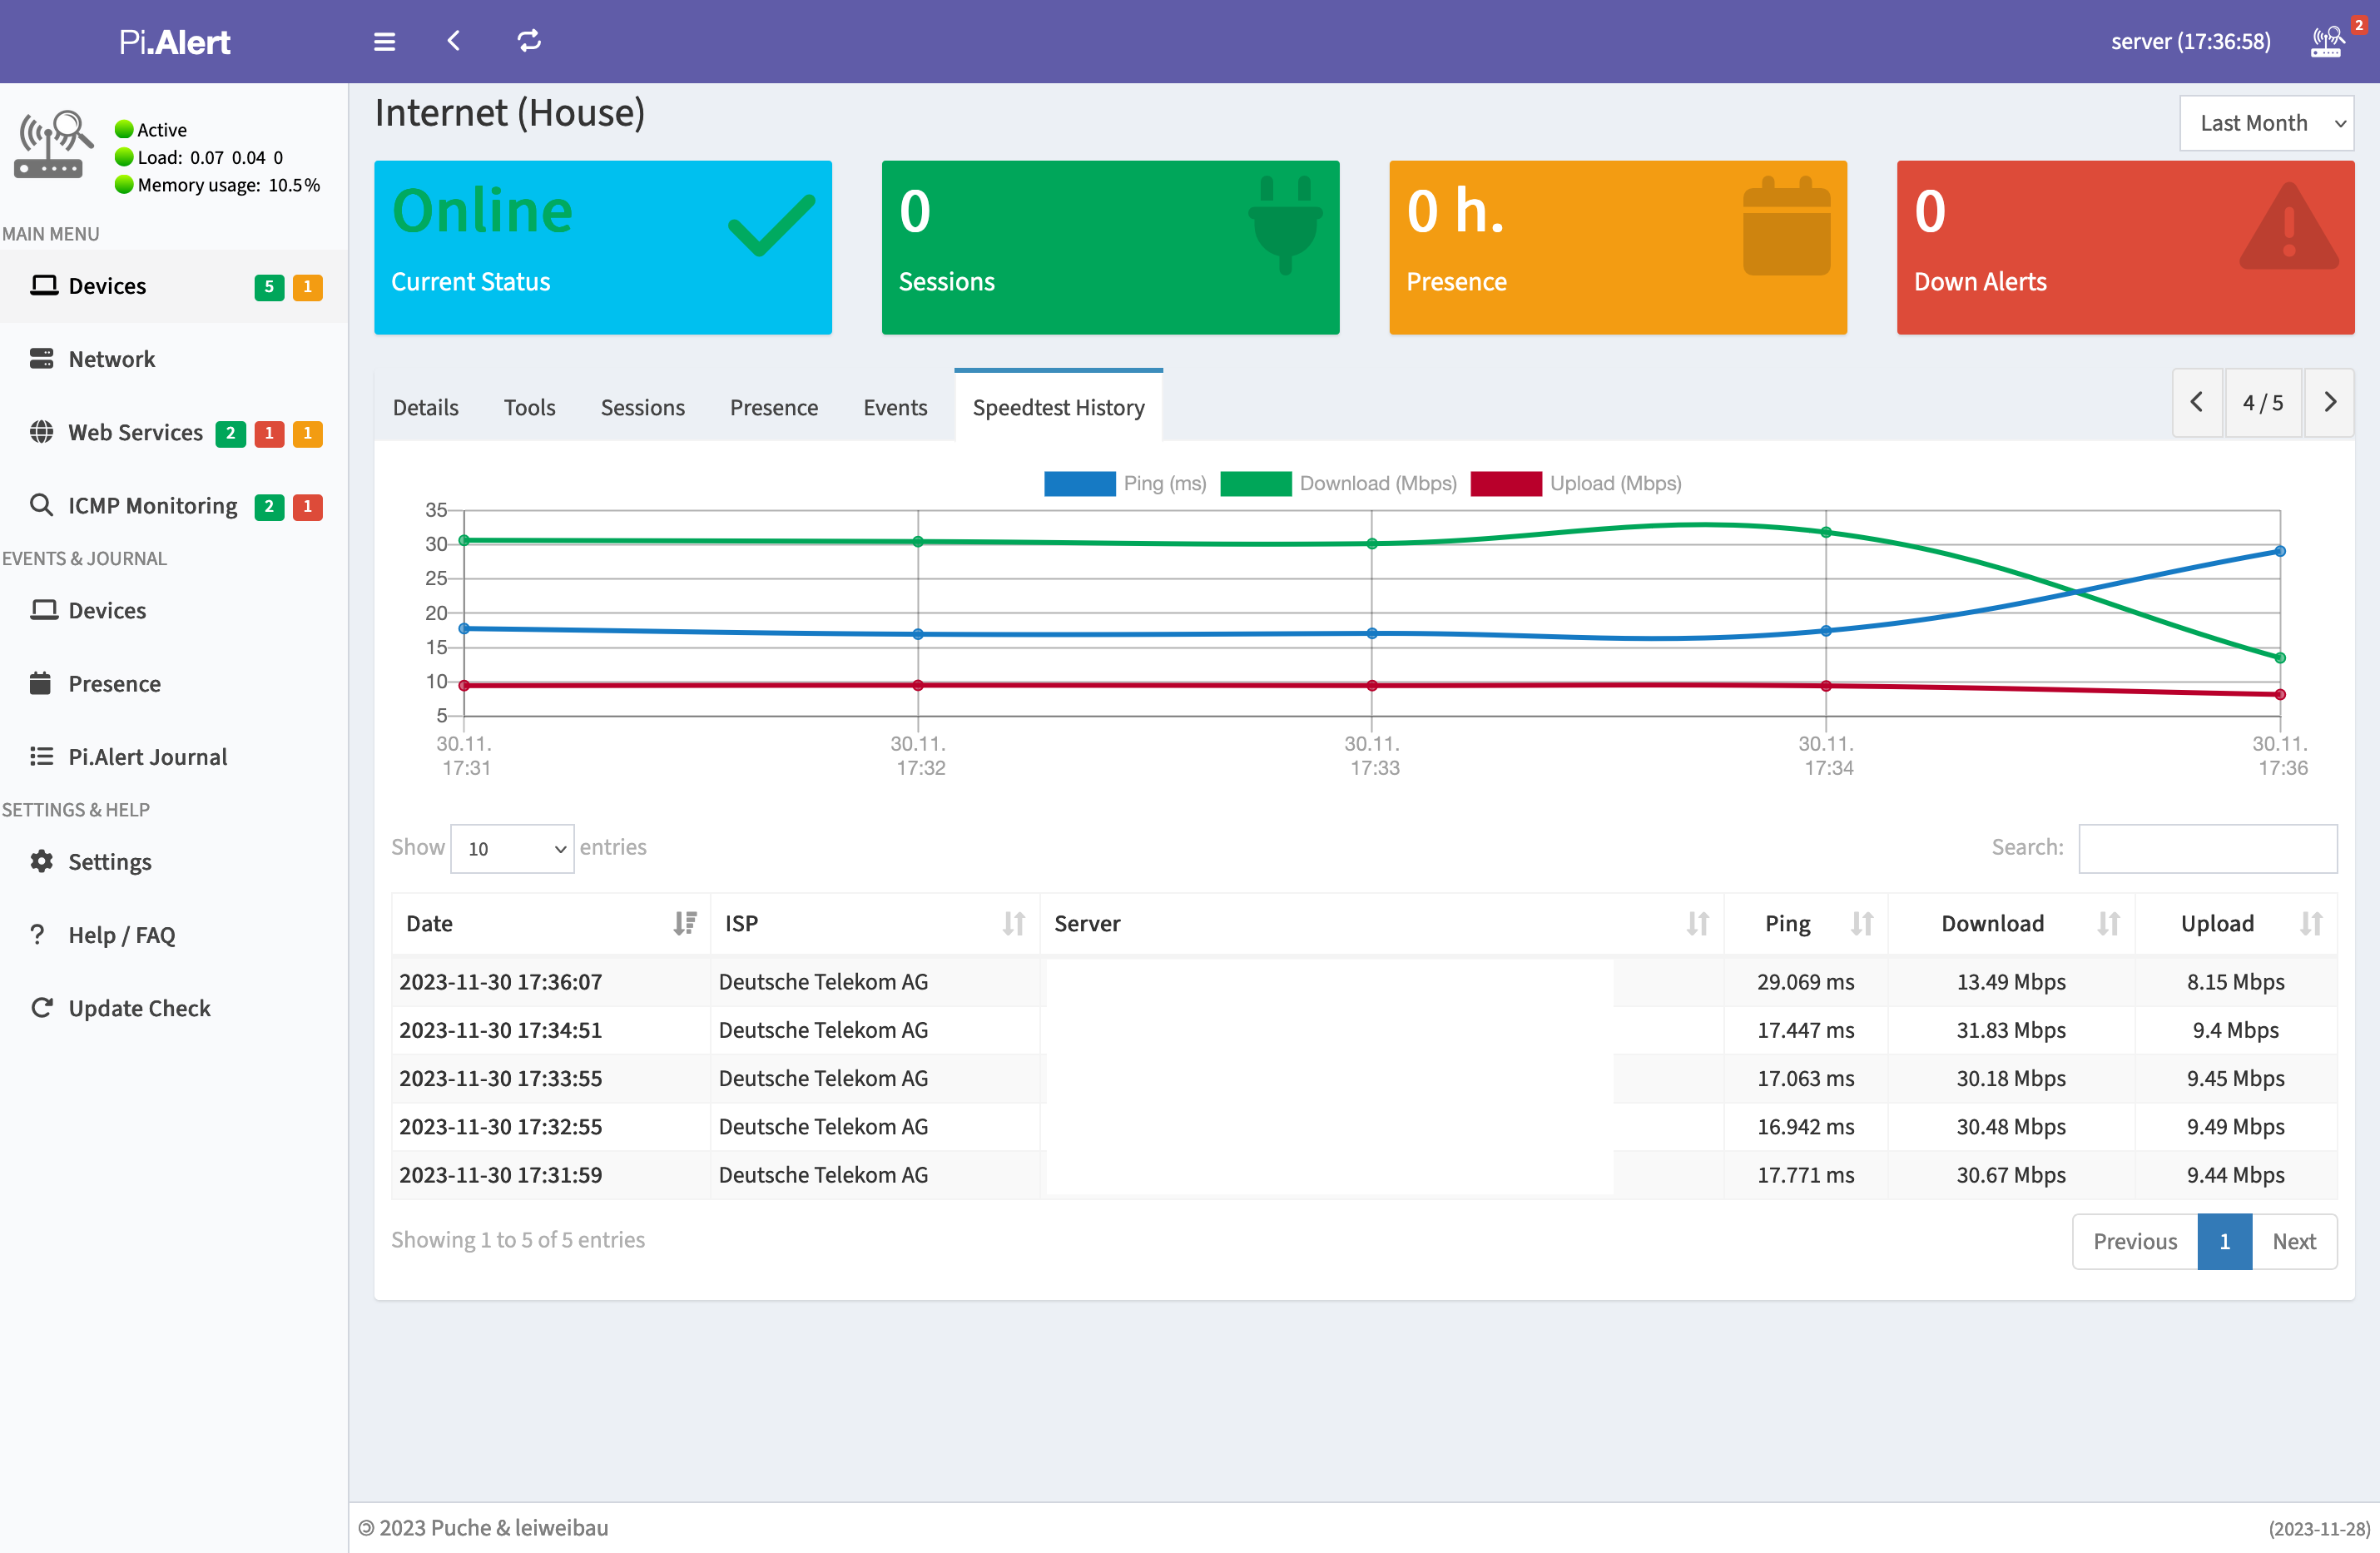 Pi.Alert
server (17:36:58)
2
Active
Load: 0.07 0.04 0
Memory usage: 10.5%
MAIN MENU
Devices 5 1
Network
Web Services 2 1 1
ICMP Monitoring 2 1
EVENTS & JOURNAL
Devices
Presence
Pi.Alert Journal
SETTINGS & HELP
Settings
Help / FAQ
Update Check
Internet (House)
Last Month
Online
Current Status
0
Sessions
0 h.
Presence
0
Down Alerts
Details Tools Sessions Presence Events Speedtest History
4 / 5
Ping (ms) Download (Mbps) Upload (Mbps)
35
30
25
20
15
10
5
30.11. 30.11. 30.11. 30.11. 30.11.
17:31 17:32 17:33 17:34 17:36
Show 10 entries
Search:
Date ISP Server Ping Download Upload
2023-11-30 17:36:07 Deutsche Telekom AG 29.069 ms 13.49 Mbps 8.15 Mbps
2023-11-30 17:34:51 Deutsche Telekom AG 17.447 ms 31.83 Mbps 9.4 Mbps
2023-11-30 17:33:55 Deutsche Telekom AG 17.063 ms 30.18 Mbps 9.45 Mbps
2023-11-30 17:32:55 Deutsche Telekom AG 16.942 ms 30.48 Mbps 9.49 Mbps
2023-11-30 17:31:59 Deutsche Telekom AG 17.771 ms 30.67 Mbps 9.44 Mbps
Showing 1 to 5 of 5 entries
Previous 1 Next
🄯 2023 Puche & leiweibau
(2023-11-28)